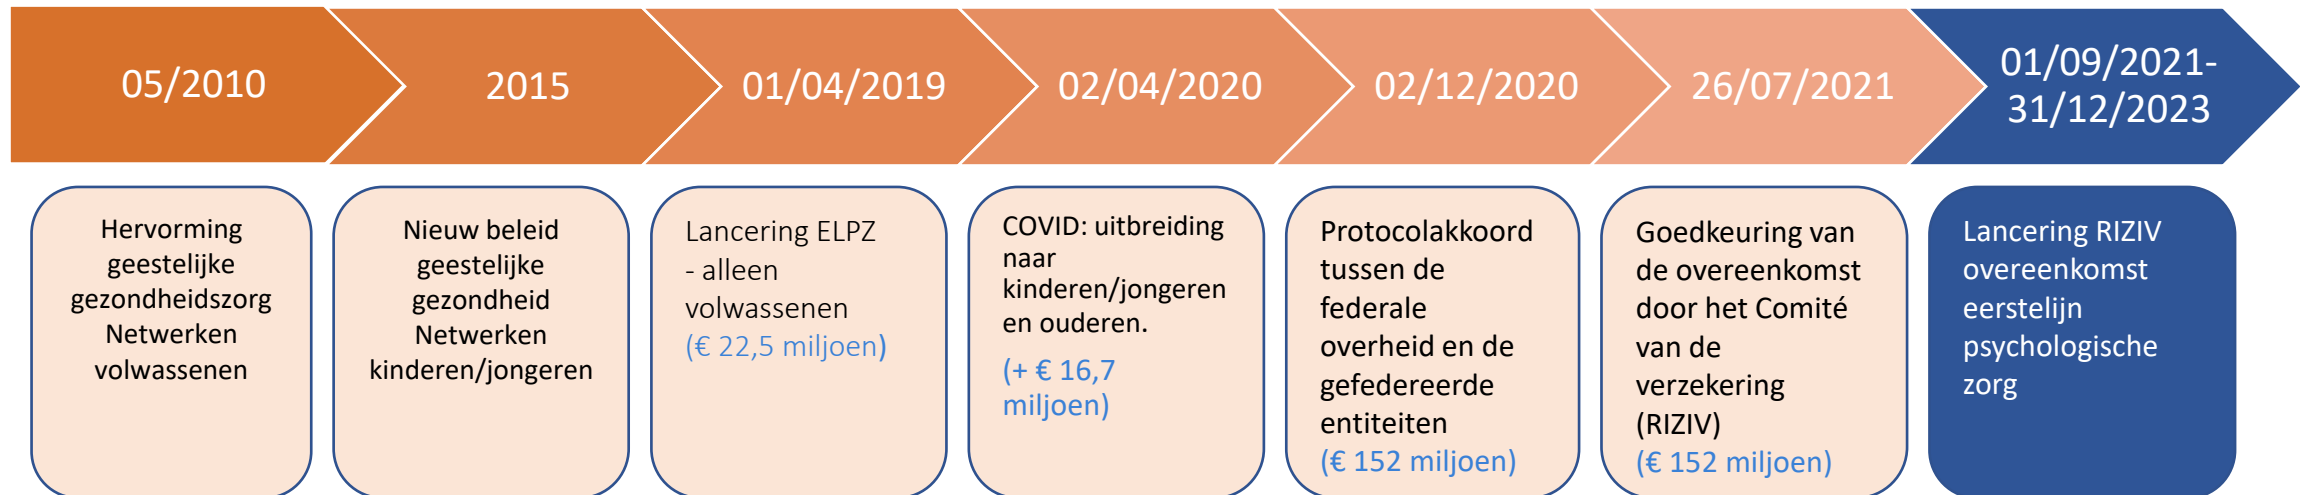 05/2010
2015
01/04/2019
02/04/2020
02/12/2020
26/07/2021
01/09/2021-
31/12/2023
Hervorming
geestelijke
gezondheidszorg
Netwerken
volwassenen
Nieuw beleid
geestelijke
gezondheid
Netwerken
kinderen/jongeren
Lancering ELPZ
- alleen
volwassenen
(€ 22,5 miljoen)
COVID: uitbreiding
naar
kinderen/jongeren
en ouderen.
(+ € 16,7
miljoen)
Protocolakkoord
tussen de
federale
overheid en de
gefedereerde
entiteiten
(€ 152 miljoen)
Goedkeuring van
de overeenkomst
door het Comité
van de
verzekering
(RIZIV)
(€ 152 miljoen)
Lancering RIZIV
overeenkomst
eerstelijn
psychologische
zorg